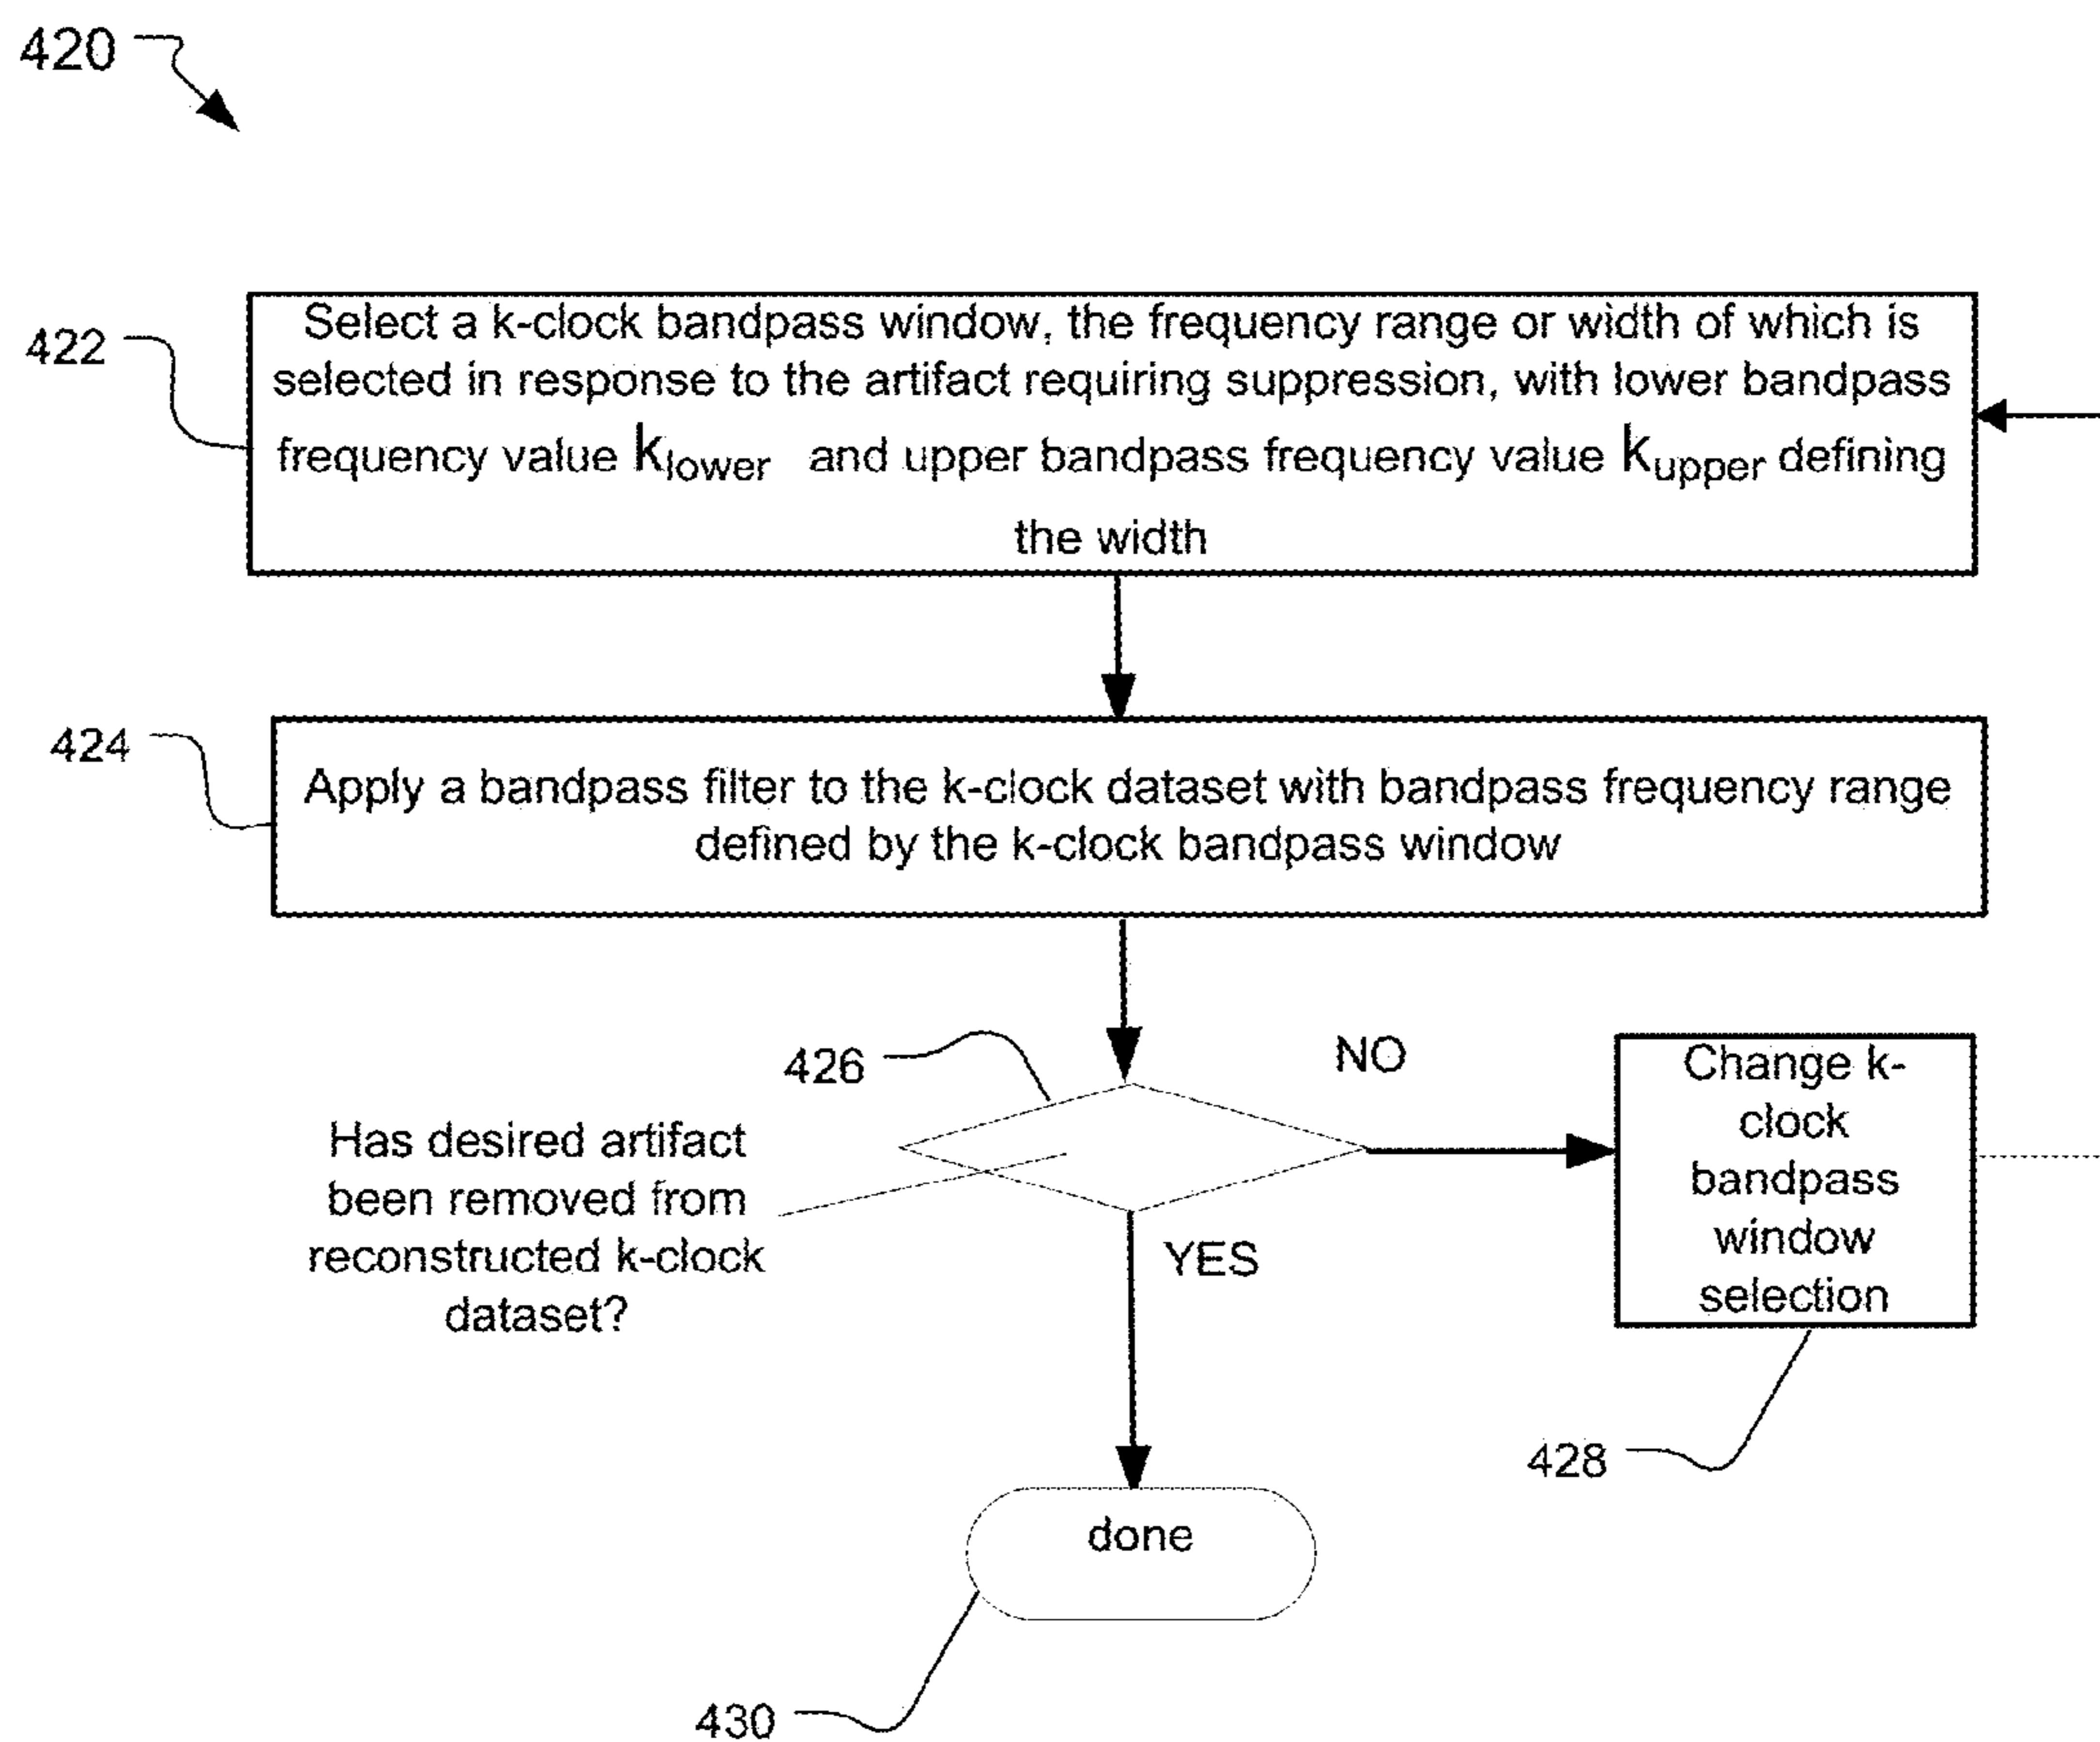 420
422
Select a k-clock bandpass window, the frequency range or width of which is
selected in response to the artifact requiring suppression, with lower bandpass
frequency value klower and upper bandpass frequency value kupper defining
the width
424
Apply a bandpass filter to the k-clock dataset with bandpass frequency range
defined by the k-clock bandpass window
426
NO
Has desired artifact
been removed from
reconstructed k-clock
dataset?
YES
Change k-
clock
bandpass
window
selection
428
done
430